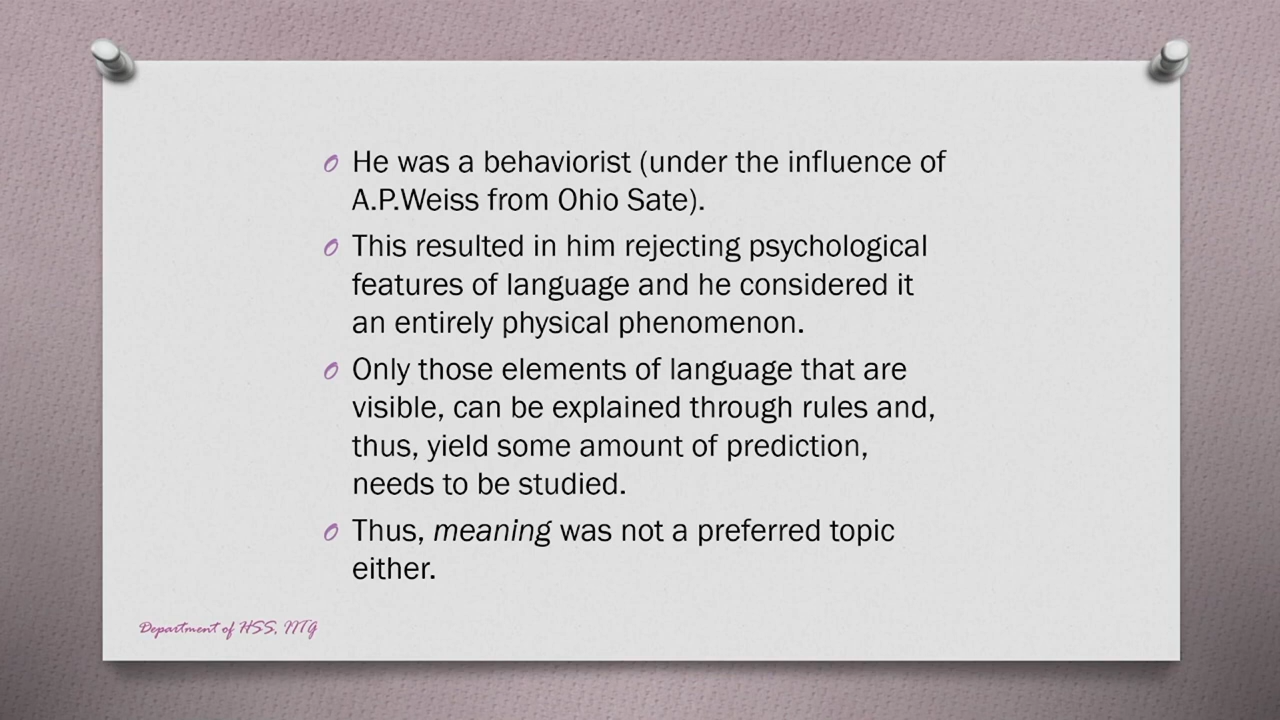 He was a behaviorist (under the influence of
A.P.Weiss from Ohio Sate).
This resulted in him rejecting psychological
features of language and he considered it
an entirely physical phenomenon.
Only those elements of language that are
visible, can be explained through rules and,
thus, yield some amount of prediction,
needs to be studied.
Thus, meaning was not a preferred topic
either.
Department of HSS, IITG